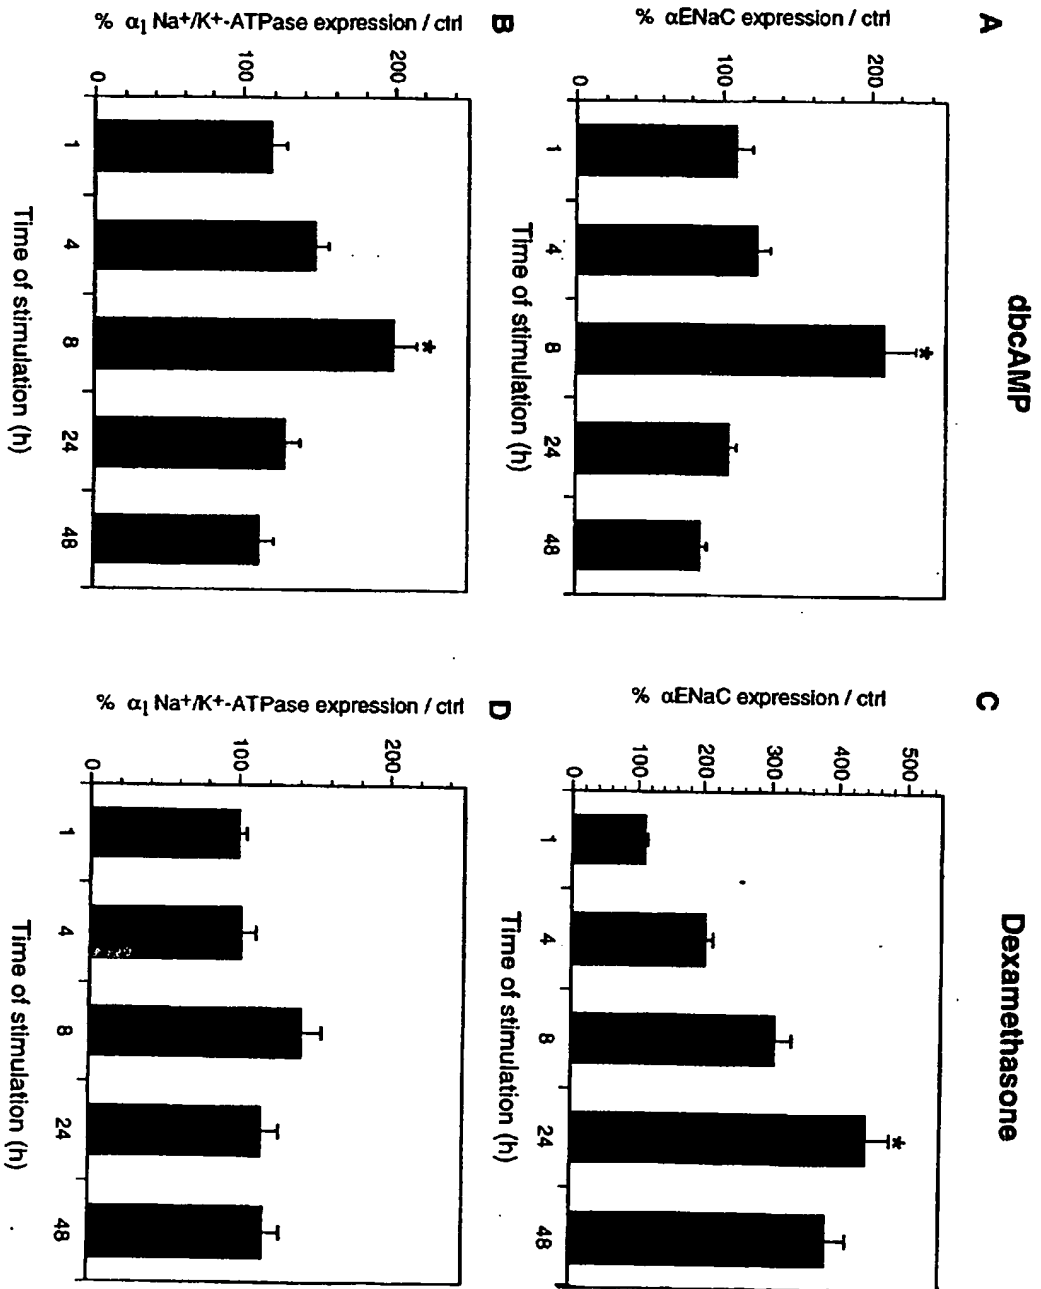 dbcAMP
A
% αENaC expression / ctrl
200
100
0
*
1 4 8 24 48
Time of stimulation (h)
B
% α1 Na+/K+-ATPase expression / ctrl
200
100
0
*
1 4 8 24 48
Time of stimulation (h)
Dexamethasone
C
% αENaC expression / ctrl
500
400
300
200
100
0
*
1 4 8 24 48
Time of stimulation (h)
D
% α1 Na+/K+-ATPase expression / ctrl
200
100
0
1 4 8 24 48
Time of stimulation (h)